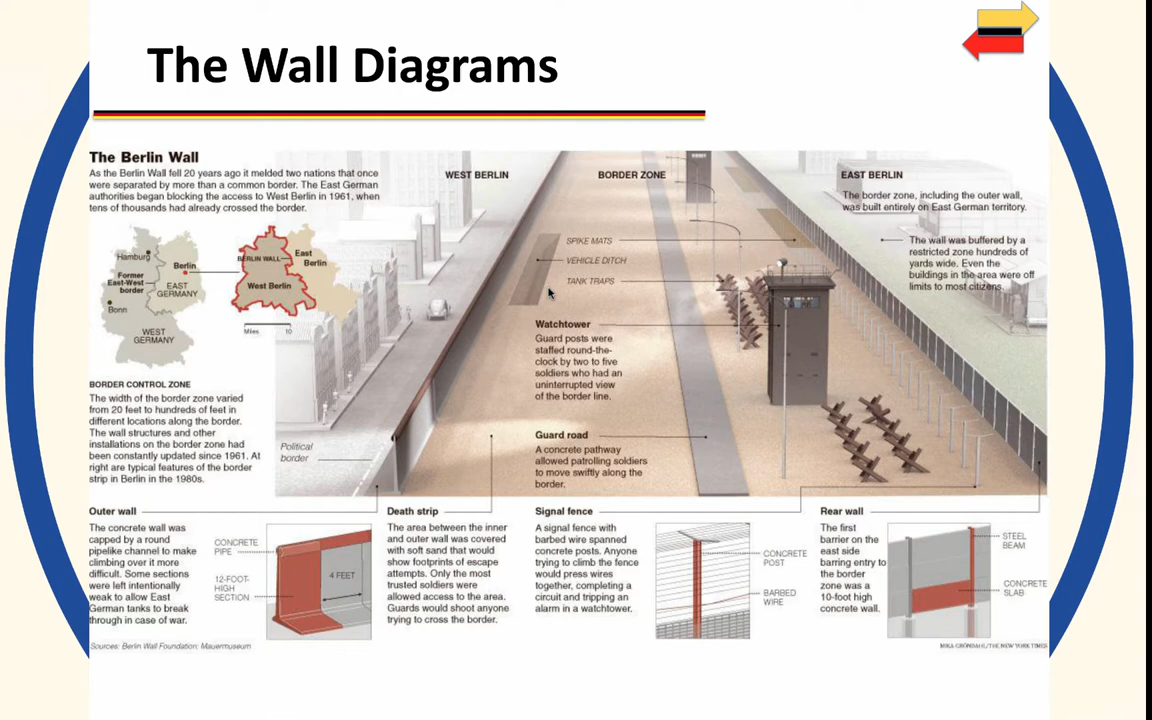 The Wall Diagrams
The Berlin Wall
As the Berlin Wall fell 20 years ago it melded two nations that once
were separated by more than a common border. The East German
authorities began blocking the access to West Berlin in 1961, when
tens of thousands had already crossed the border.
WEST BERLIN
BORDER ZONE
EAST BERLIN
The border zone, including the outer wall,
was built entirely on East German territory.
The wall was buffered by a
restricted zone hundreds of
yards wide. Even the
buildings in the area were off
limits to most citizens.
SPIKE MATS
VEHICLE DITCH
TANK TRAPS
Hamburg
Berlin
Former
East-West
border
EAST
GERMANY
Bonn
WEST
GERMANY
BERLIN WALL
East
Berlin
West Berlin
Miles 10
Watchtower
Guard posts were
staffed round-the-
clock by two to five
soldiers who had an
uninterrupted view
of the border line.
BORDER CONTROL ZONE
The width of the border zone varied
from 20 feet to hundreds of feet in
different locations along the border.
The wall structures and other
installations on the border zone had
been constantly updated since 1961. At
right are typical features of the border
strip in Berlin in the 1980s.
Political
border
Guard road
A concrete pathway
allowed patrolling soldiers
to move swiftly along the
border.
Outer wall
The concrete wall was
capped by a round
pipelike channel to make
climbing over it more
difficult. Some sections
were left intentionally
weak to allow East
German tanks to break
through in case of war.
CONCRETE
PIPE
12-FOOT-
HIGH
SECTION
4 FEET
Death strip
The area between the inner
and outer wall was covered
with soft sand that would
show footprints of escape
attempts. Only the most
trusted soldiers were
allowed access to the area.
Guards would shoot anyone
trying to cross the border.
Signal fence
A signal fence with
barbed wire spanned
concrete posts. Anyone
trying to climb the fence
would press wires
together, completing a
circuit and tripping an
alarm in a watchtower.
CONCRETE
POST
BARBED
WIRE
Rear wall
The first
barrier on the
east side
barring entry to
the border
zone was a
10-foot high
concrete wall.
STEEL
BEAM
CONCRETE
SLAB
Sources: Berlin Wall Foundation: Mauermuseum
MIKA GRÖNDAHL/THE NEW YORK TIMES